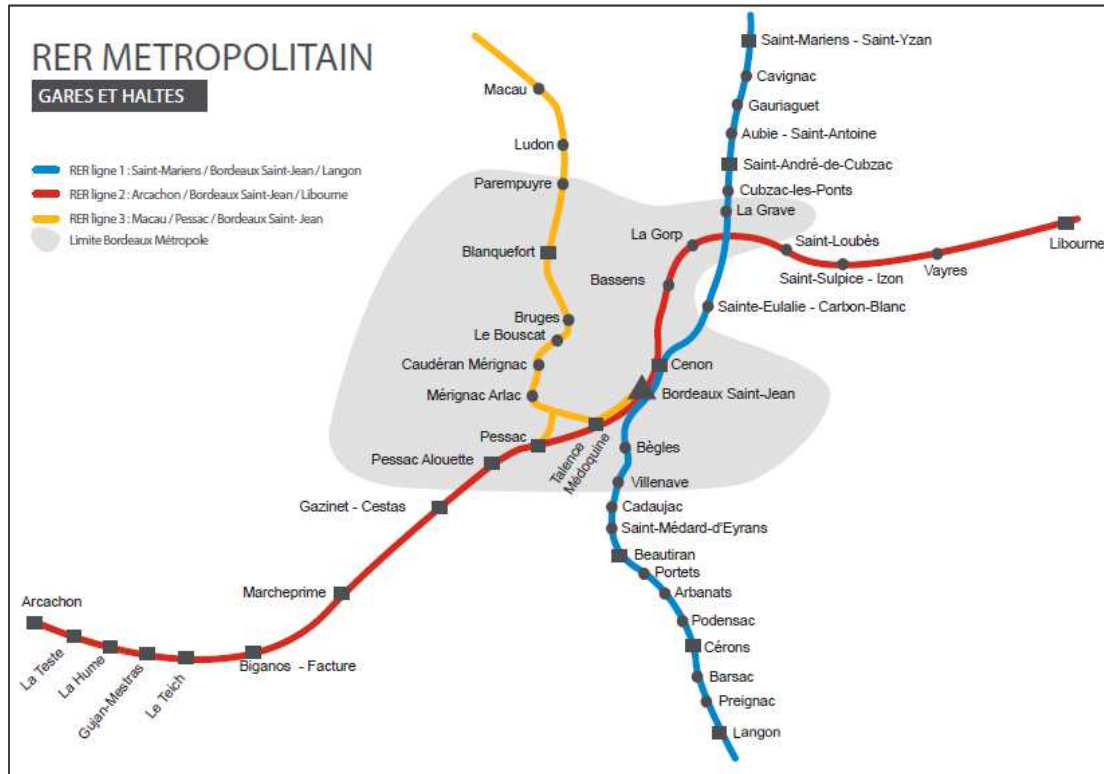 RER METROPOLITAIN
GARES ET HALTES
RER ligne 1 : Saint-Mariens / Bordeaux Saint-Jean / Langon
RER ligne 2 : Arcachon / Bordeaux Saint-Jean / Libourne
RER ligne 3 : Macau / Pessac / Bordeaux Saint- Jean
Limite Bordeaux Métropole
Macau
Ludon
Parempuyre
Blanquefort
Bruges
Le Bouscat
Caudéran Mérignac
Mérignac Arlac
Pessac
Pessac Alouette
Gazinet - Cestas
Marcheprime
Biganos - Facture
Le Teich
Gujan-Mestras
La Hume
La Teste
Arcachon
Talence
Médoquine
Saint-Mariens - Saint-Yzan
Cavignac
Gauriaguet
Aubie - Saint-Antoine
Saint-André-de-Cubzac
Cubzac-les-Ponts
La Grave
La Gorp
Bassens
Saint-Loubès
Saint-Sulpice - Izon
Vayres
Libourne
Sainte-Eulalie - Carbon-Blanc
Cenon
Bordeaux Saint-Jean
Bègles
Villenave
Cadaujac
Saint-Médard-d'Eyrans
Beautiran
Portets
Arbanats
Podensac
Cérons
Barsac
Preignac
Langon